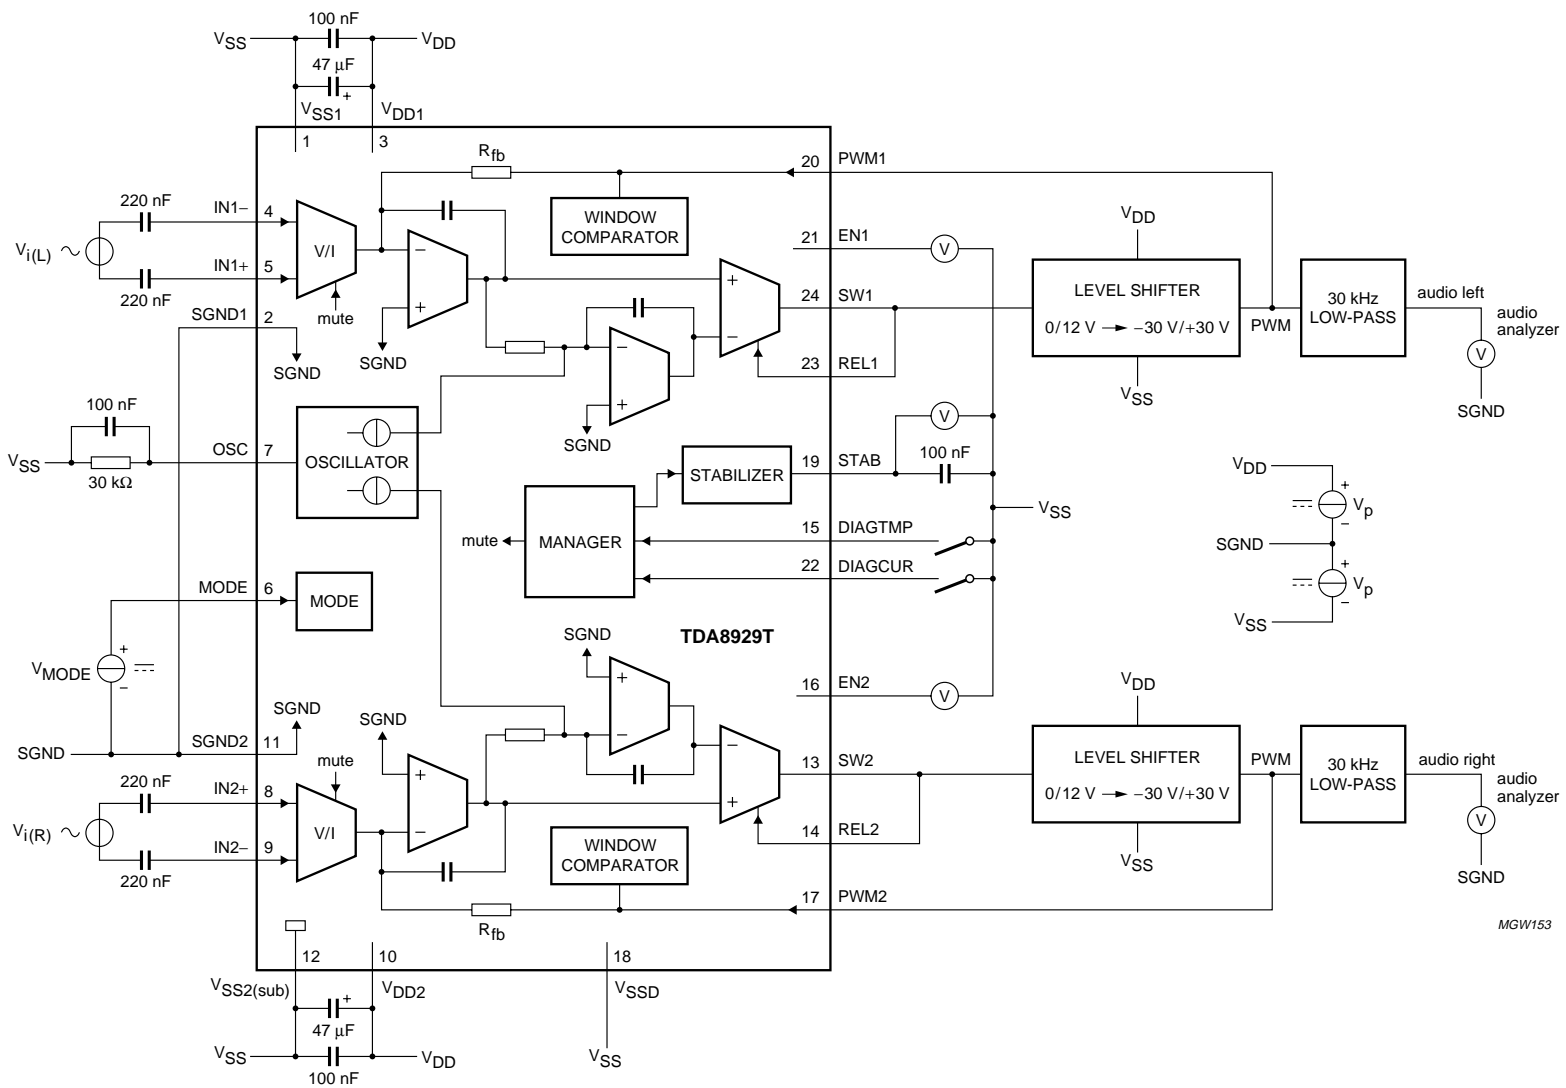 100 nF
VSS
VDD
47 μF
+
VSS1
VDD1
1
3
Rfb
20
PWM1
220 nF
IN1−
4
WINDOW
COMPARATOR
21
EN1
V
VDD
Vi(L)
V/I
−
IN1+
5
220 nF
+
mute
SGND
SGND1
2
SGND
+
−
24
SW1
LEVEL SHIFTER
0/12 V → −30 V/+30 V
PWM
30 kHz
LOW-PASS
audio left
audio
analyzer
V
SGND
−
+
SGND
23
REL1
VSS
100 nF
OSC
7
VSS
30 kΩ
OSCILLATOR
V
STABILIZER
19
STAB
100 nF
VSS
VDD
+
Vp
−
SGND
+
Vp
−
VSS
mute
MANAGER
15
DIAGTMP
22
DIAGCUR
MODE
6
MODE
TDA8929T
VMODE
+
−
SGND
+
−
16
EN2
V
VDD
SGND
SGND2
11
SGND
SGND
mute
220 nF
IN2+
8
+
−
−
+
13
SW2
LEVEL SHIFTER
0/12 V → −30 V/+30 V
PWM
30 kHz
LOW-PASS
audio right
audio
analyzer
V
SGND
Vi(R)
V/I
IN2−
9
220 nF
WINDOW
COMPARATOR
14
REL2
VSS
Rfb
17
PWM2
MGW153
12
10
18
VSS2(sub)
VDD2
VSSD
+
47 μF
VSS
VDD
100 nF
VSS